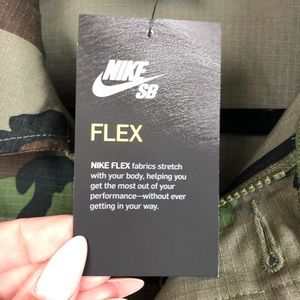 NIKE
SB
FLEX
NIKE FLEX fabrics stretch
with your body, helping you
get the most out of your
performance—without ever
getting in your way.